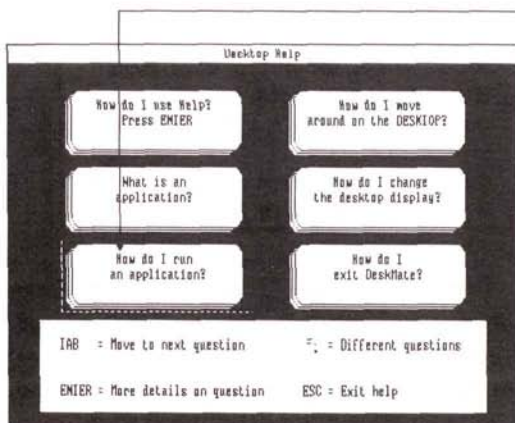 Desktop Help
How do I use Help?
Press ENTER
How do I move
around on the DESKTOP?
What is an
application?
How do I change
the desktop display?
How do I run
an application?
How do I
exit DeskMate?
TAB = Move to next question
= Different questions
ENTER = More details on question
ESC = Exit help